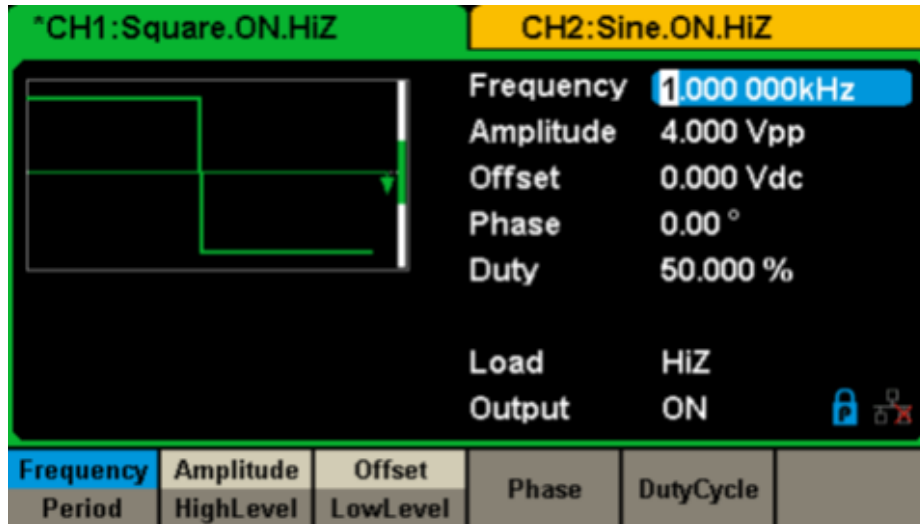 *CH1:Square.ON.HiZ CH2:Sine.ON.HiZ
Frequency 1.000 000kHz
Amplitude 4.000 Vpp
Offset 0.000 Vdc
Phase 0.00 °
Duty 50.000 %
Load HiZ
Output ON P
Frequency Amplitude Offset Phase DutyCycle
Period HighLevel LowLevel